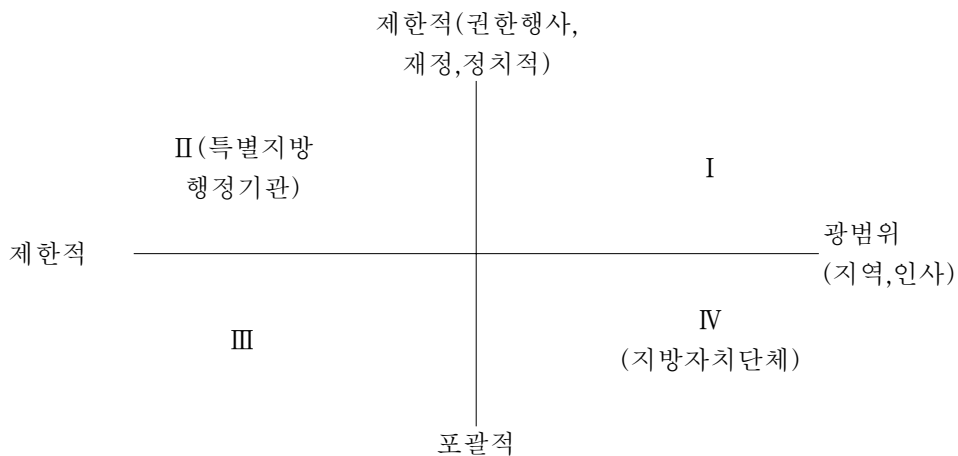 제한적(권한행사,
재정,정치적)
Ⅱ(특별지방
행정기관)
Ⅰ
제한적
광범위
(지역,인사)
Ⅲ
Ⅳ
(지방자치단체)
포괄적